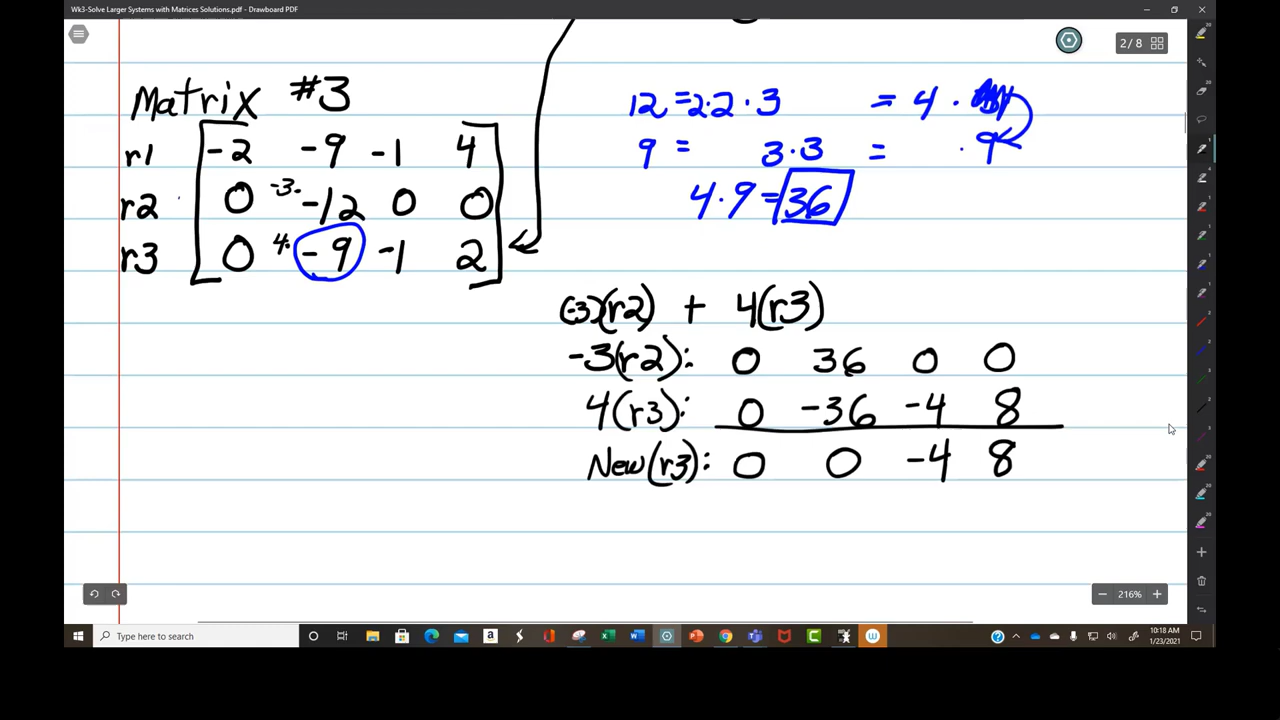 Wk3-Solve Larger Systems with Matrices Solutions.pdf - Drawboard PDF
2/8
Matrix #3
r1 -2 -9 -1 4
r2 0 -3· -12 0 0
r3 0 4· -9 -1 2
12 = 2·2·3 = 4 ·
9 = 3·3 = · 9
4·9=36
(-3)(r2) + 4(r3)
-3(r2): 0 36 0 0
4(r3): 0 -36 -4 8
New(r3): 0 0 -4 8
216%
Type here to search
10:18 AM
1/23/2021